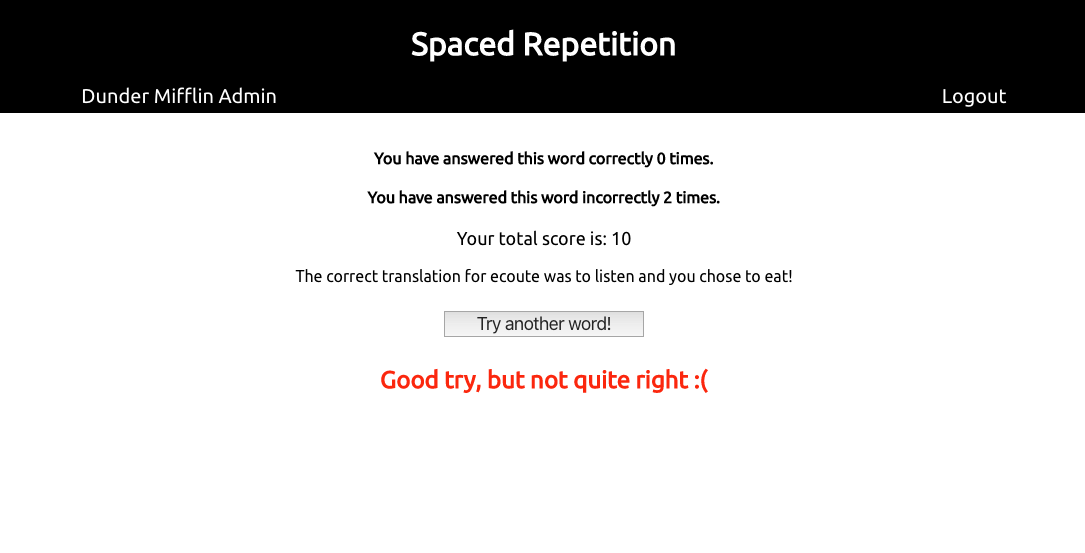 Spaced Repetition
Dunder Mifflin Admin
Logout
You have answered this word correctly 0 times.
You have answered this word incorrectly 2 times.
Your total score is: 10
The correct translation for ecoute was to listen and you chose to eat!
Try another word!
Good try, but not quite right :(